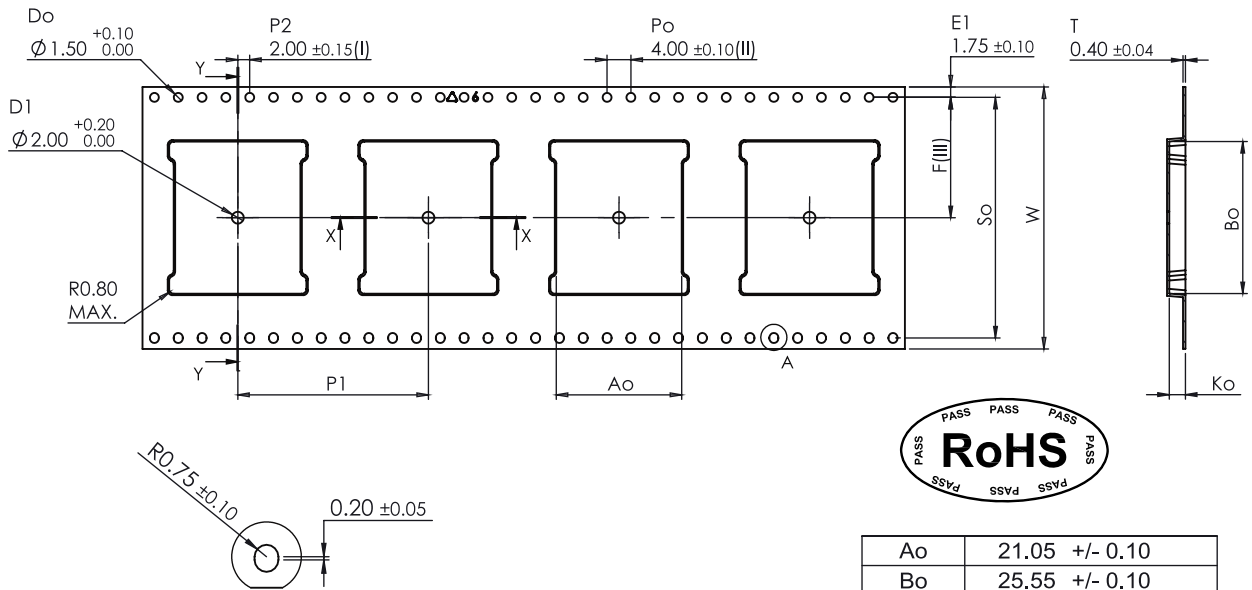 Do
Ø1.50 +0.10 0.00
P2
2.00 ±0.15(I)
Po
4.00 ±0.10(II)
E1
1.75 ±0.10
T
0.40 ±0.04
Y
D1
Ø2.00 +0.20 0.00
F(III)
So
W
Bo
X
X
R0.80
MAX.
Y
P1
Ao
A
Ko
PASS PASS PASS
PASS RoHS PASS
PASS PASS PASS
R0.75 ±0.10
0.20 ±0.05
Ao 21.05 +/- 0.10
Bo 25.55 +/- 0.10